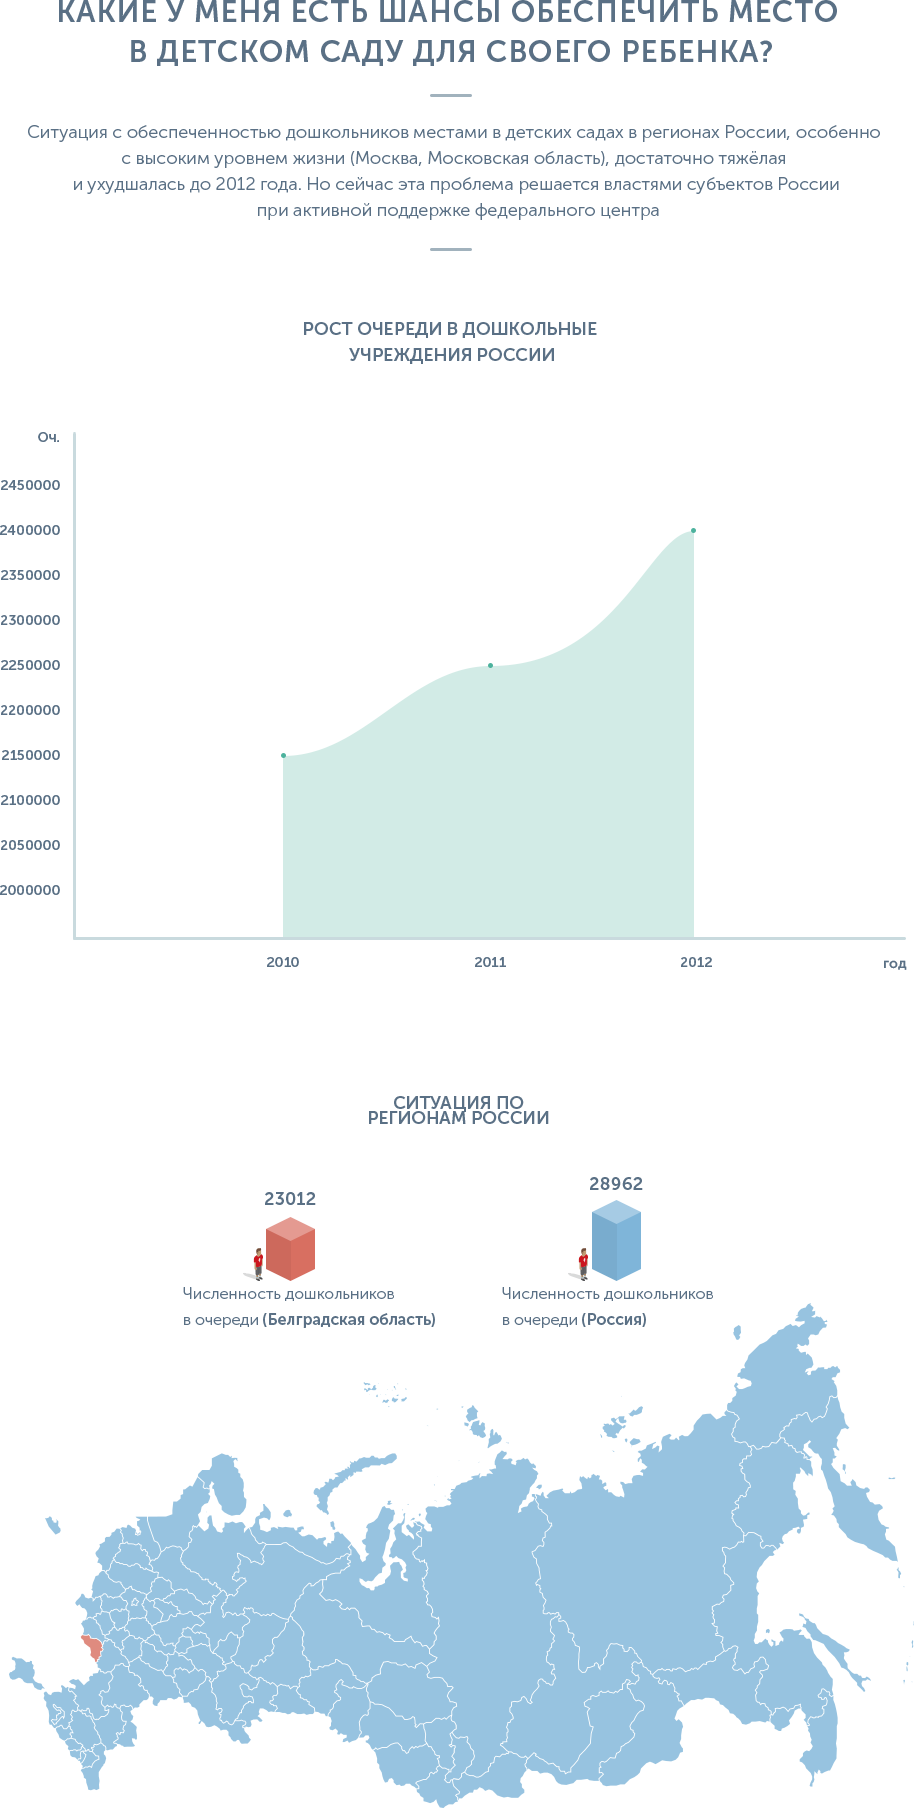 КАКИЕ У МЕНЯ ЕСТЬ ШАНСЫ ОБЕСПЕЧИТЬ МЕСТО
В ДЕТСКОМ САДУ ДЛЯ СВОЕГО РЕБЕНКА?
Ситуация с обеспеченностью дошкольников местами в детских садах в регионах России, особенно
с высоким уровнем жизни (Москва, Московская область), достаточно тяжёлая
и ухудшалась до 2012 года. Но сейчас эта проблема решается властями субъектов России
при активной поддержке федерального центра
РОСТ ОЧЕРЕДИ В ДОШКОЛЬНЫЕ
УЧРЕЖДЕНИЯ РОССИИ
Оч.
2450000
2400000
2350000
2300000
2250000
2200000
2150000
2100000
2050000
2000000
2010 2011 2012 год
СИТУАЦИЯ ПО
РЕГИОНАМ РОССИИ
23012
Численность дошкольников
в очереди (Белградская область)
28962
Численность дошкольников
в очереди (Россия)